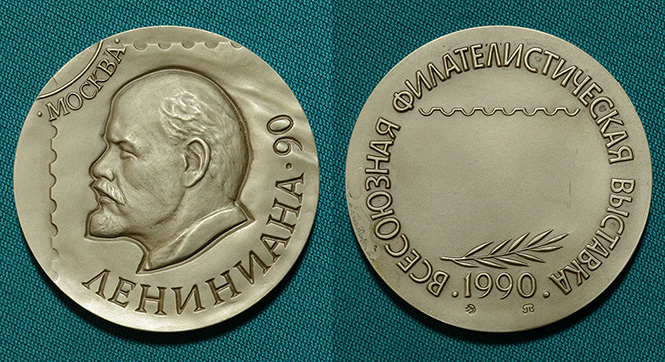 ·МОСКВА·
ЛЕНИНИАНА·90
ВСЕСОЮЗНАЯ ФИЛАТЕЛИСТИЧЕСКАЯ ВЫСТАВКА
·1990·